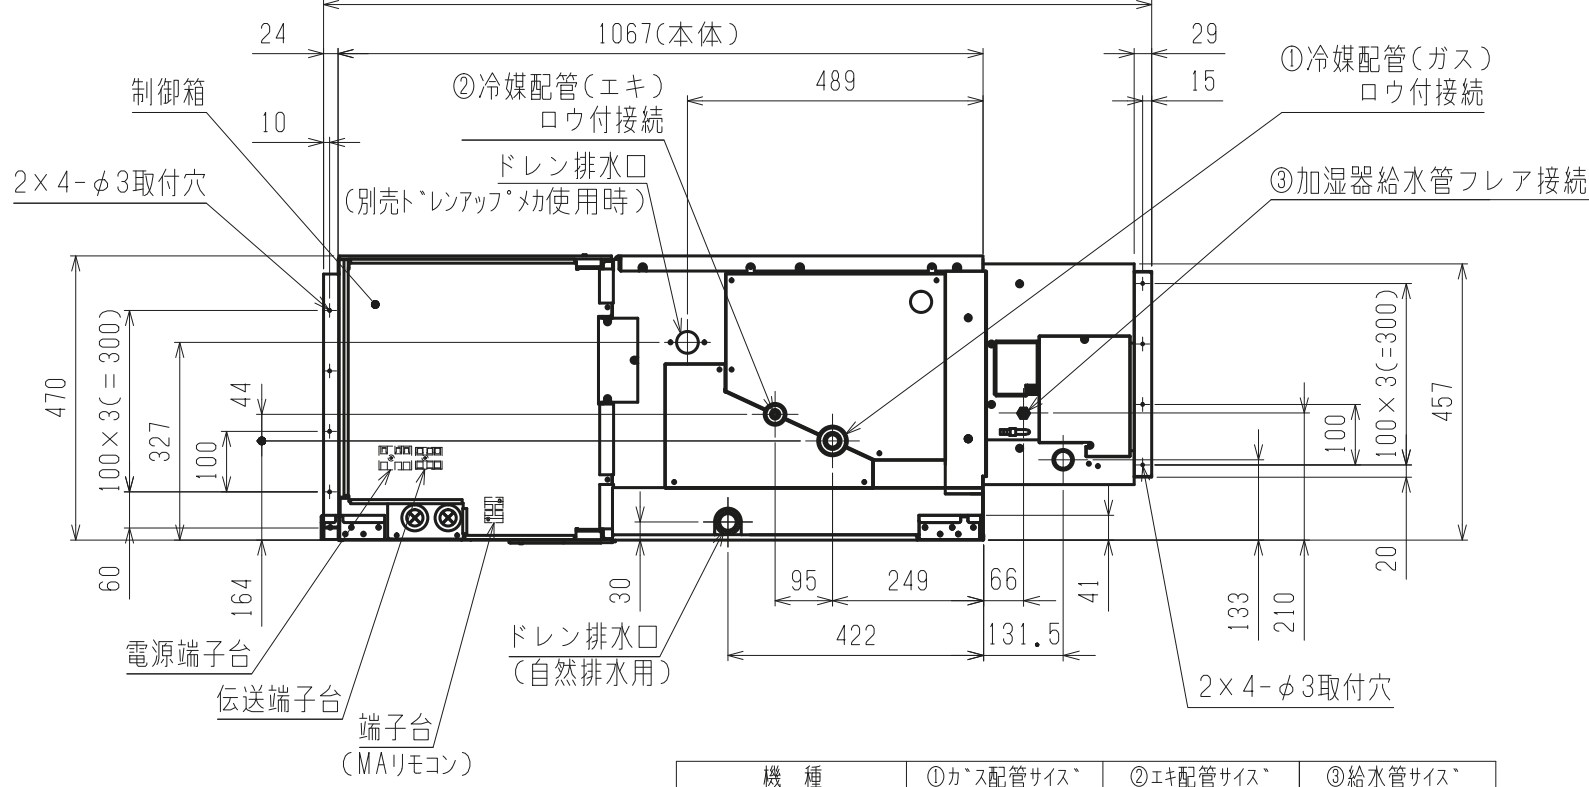 24
1067(本体)
29
②冷媒配管(エキ)
ロウ付接続
489
①冷媒配管(ガス)
ロウ付接続
15
制御箱
10
ドレン排水口
(別売ドレンアップメカ使用時)
2×4-φ3取付穴
③加湿器給水管フレア接続
470
100×3(=300)
327
100
44
164
60
457
100×3(=300)
100
20
133
210
41
30
95
249
66
422
131.5
電源端子台
伝送端子台
端子台
(MAリモコン)
ドレン排水口
(自然排水用)
2×4-φ3取付穴
機 種
①ガス配管サイズ
②エキ配管サイズ
③給水管サイズ